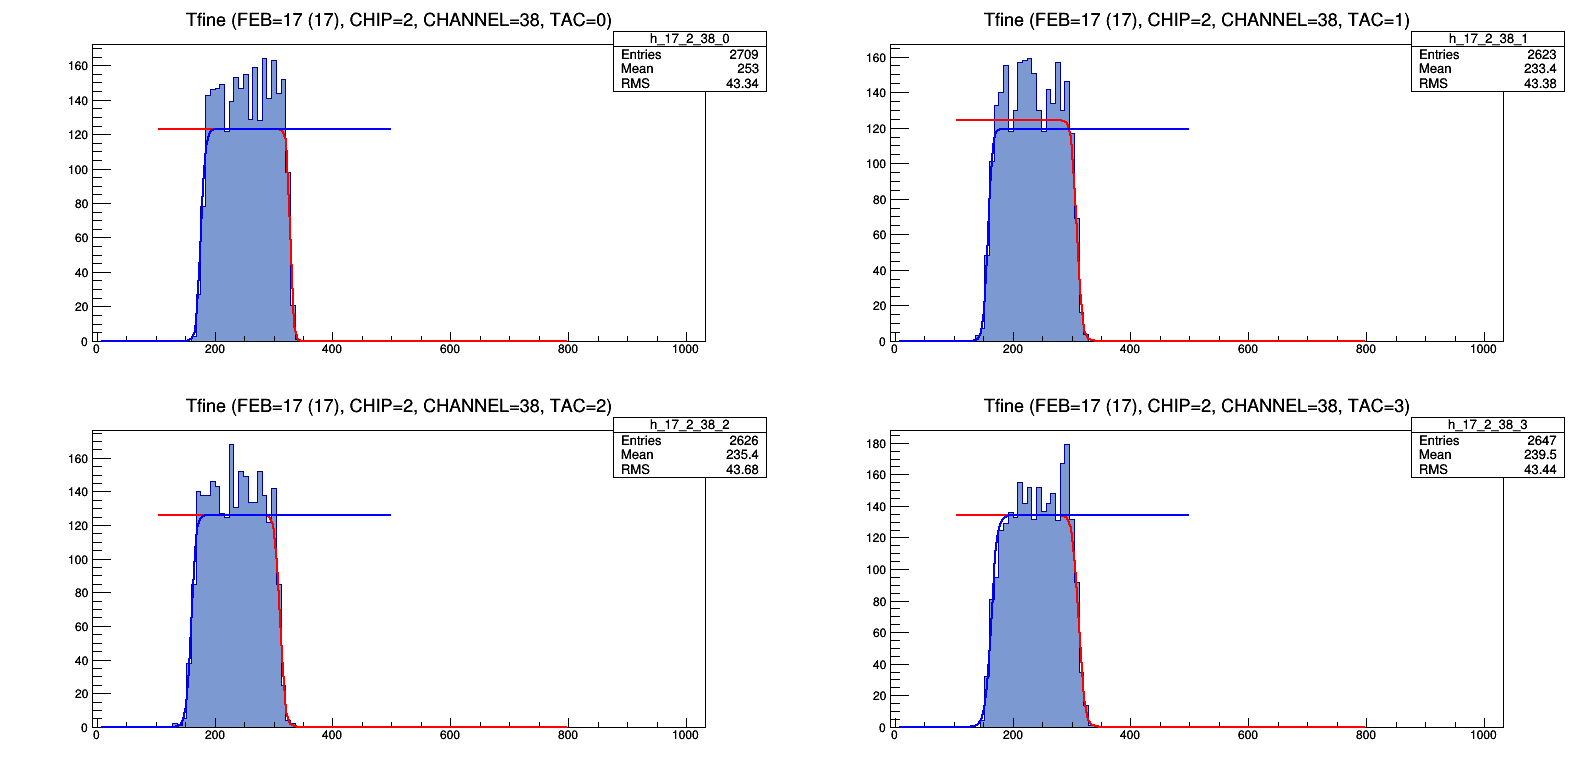 Tfine (FEB=17 (17), CHIP=2, CHANNEL=38, TAC=0)
h_17_2_38_0
Entries 2709
Mean 253
RMS 43.34
160
140
120
100
80
60
40
20
0
0 200 400 600 800 1000
Tfine (FEB=17 (17), CHIP=2, CHANNEL=38, TAC=1)
h_17_2_38_1
Entries 2623
Mean 233.4
RMS 43.38
160
140
120
100
80
60
40
20
0
0 200 400 600 800 1000
Tfine (FEB=17 (17), CHIP=2, CHANNEL=38, TAC=2)
h_17_2_38_2
Entries 2626
Mean 235.4
RMS 43.68
160
140
120
100
80
60
40
20
0
0 200 400 600 800 1000
Tfine (FEB=17 (17), CHIP=2, CHANNEL=38, TAC=3)
h_17_2_38_3
Entries 2647
Mean 239.5
RMS 43.44
180
160
140
120
100
80
60
40
20
0
0 200 400 600 800 1000